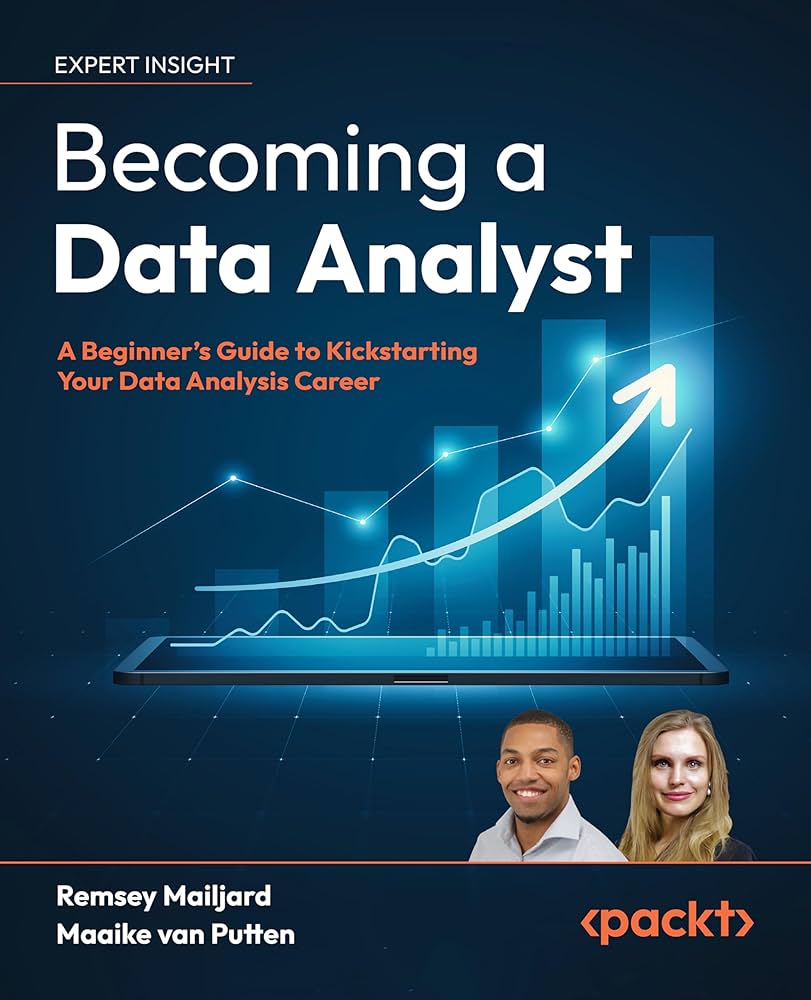 EXPERT INSIGHT
Becoming a
Data Analyst
A Beginner's Guide to Kickstarting
Your Data Analysis Career
Remsey Mailjard
Maaike van Putten
<packt>